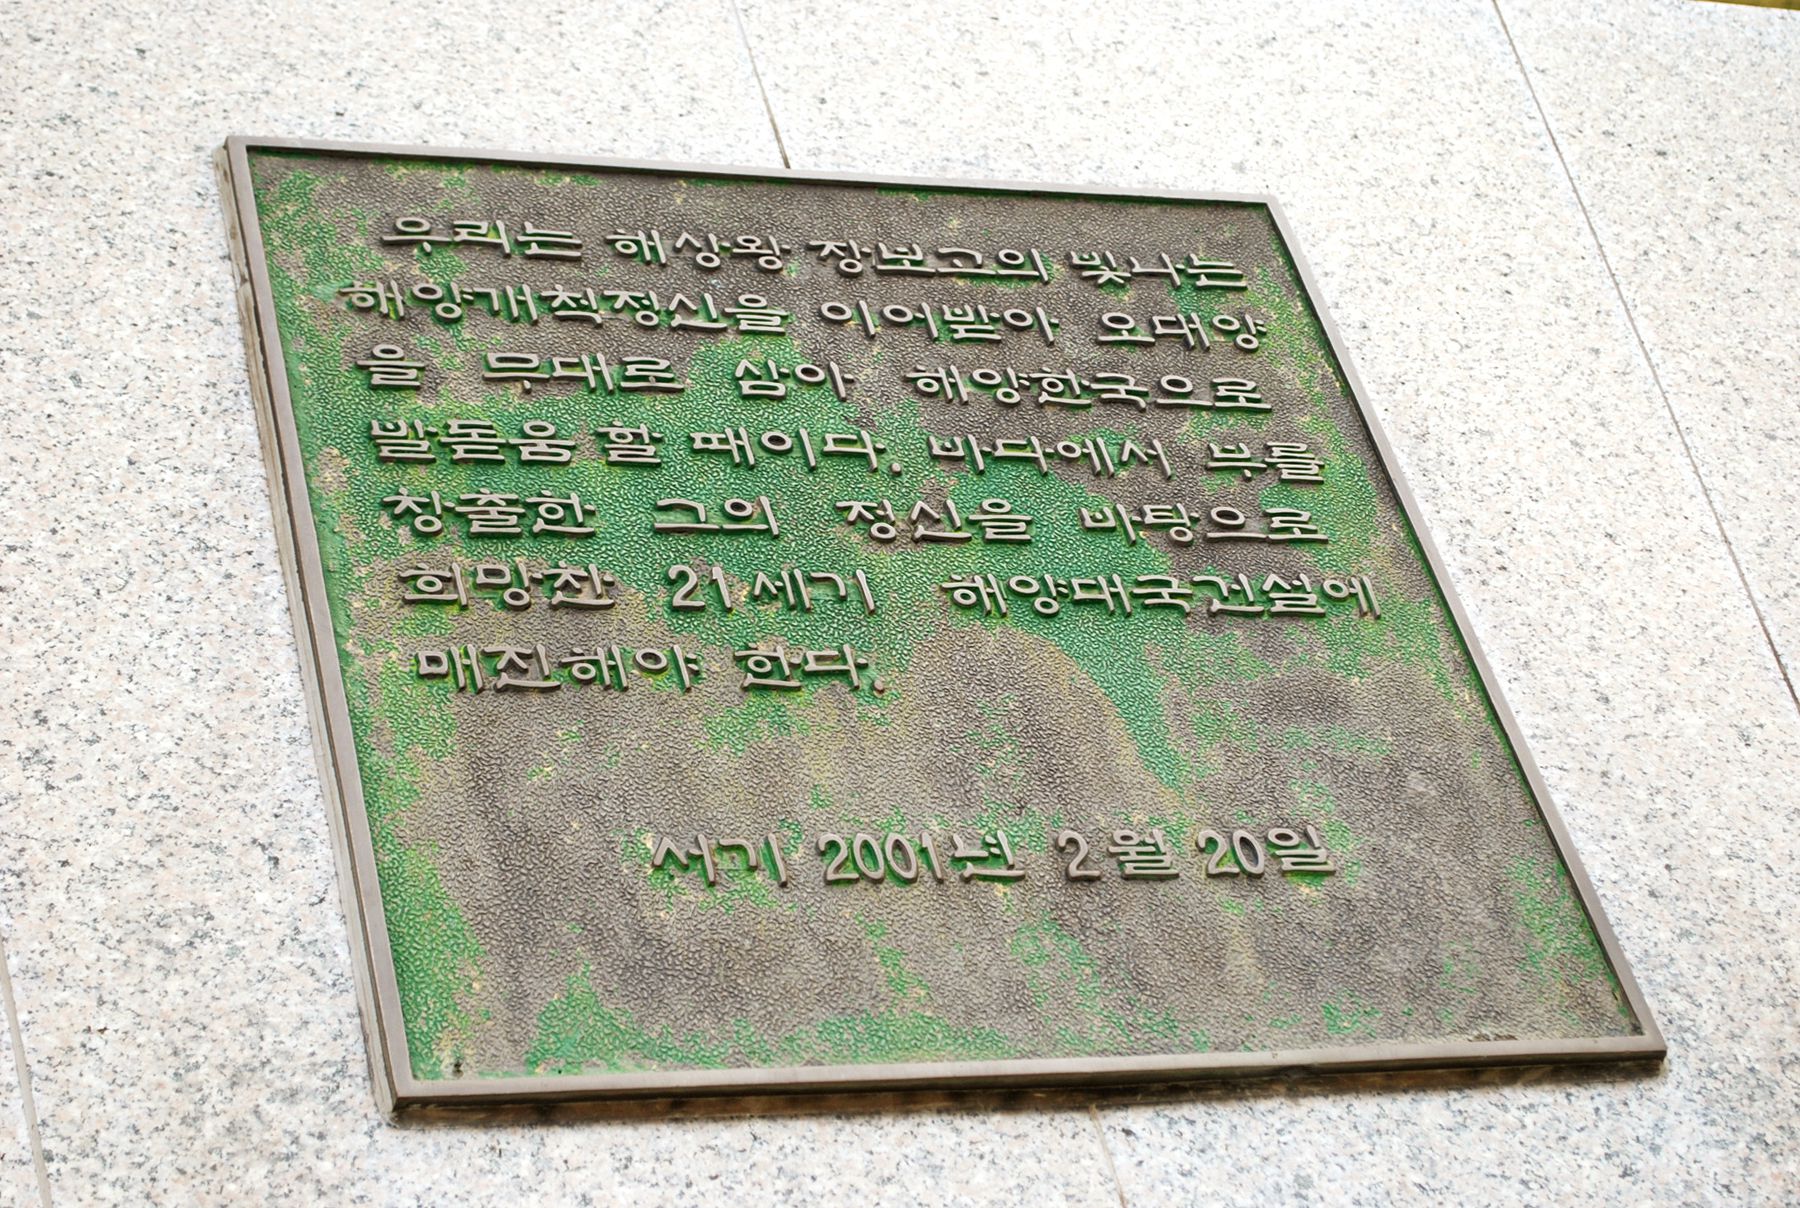 우리는 해상왕 장보고의 빛나는
해양개척정신을 이어받아 오대양
을 무대로 삼아 해양한국으로
발돋움 할 때이다. 바다에서 부를
창출한 그의 정신을 바탕으로
희망찬 21세기 해양대국건설에
매진해야 한다.
서기 2001년 2월 20일